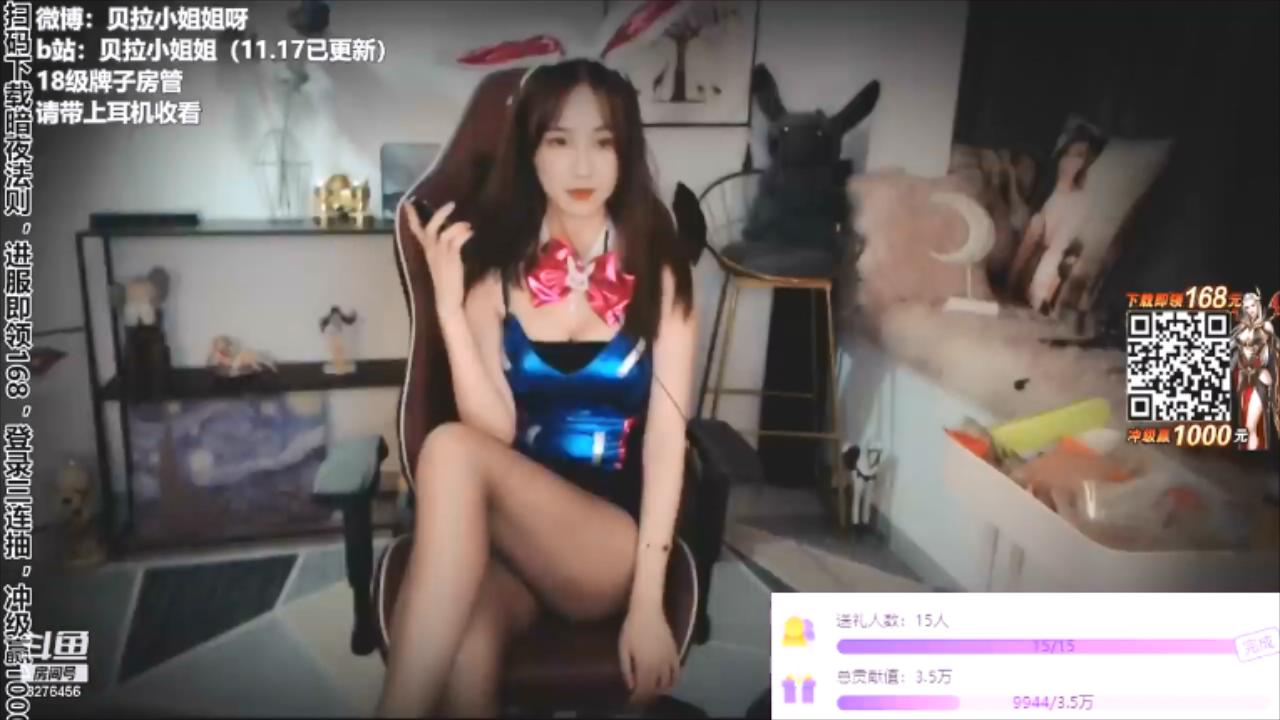 微博：贝拉小姐姐呀
b站：贝拉小姐姐（11.17已更新）
18级牌子房管
请带上耳机收看
扫码下载暗夜法则，进服即领168，登录三连抽，冲级赢1000
下载即领168元
冲级赢1000元
送礼人数：15人
15/15
完成
总贡献值：3.5万
9944/3.5万
斗鱼
房间号
8276456